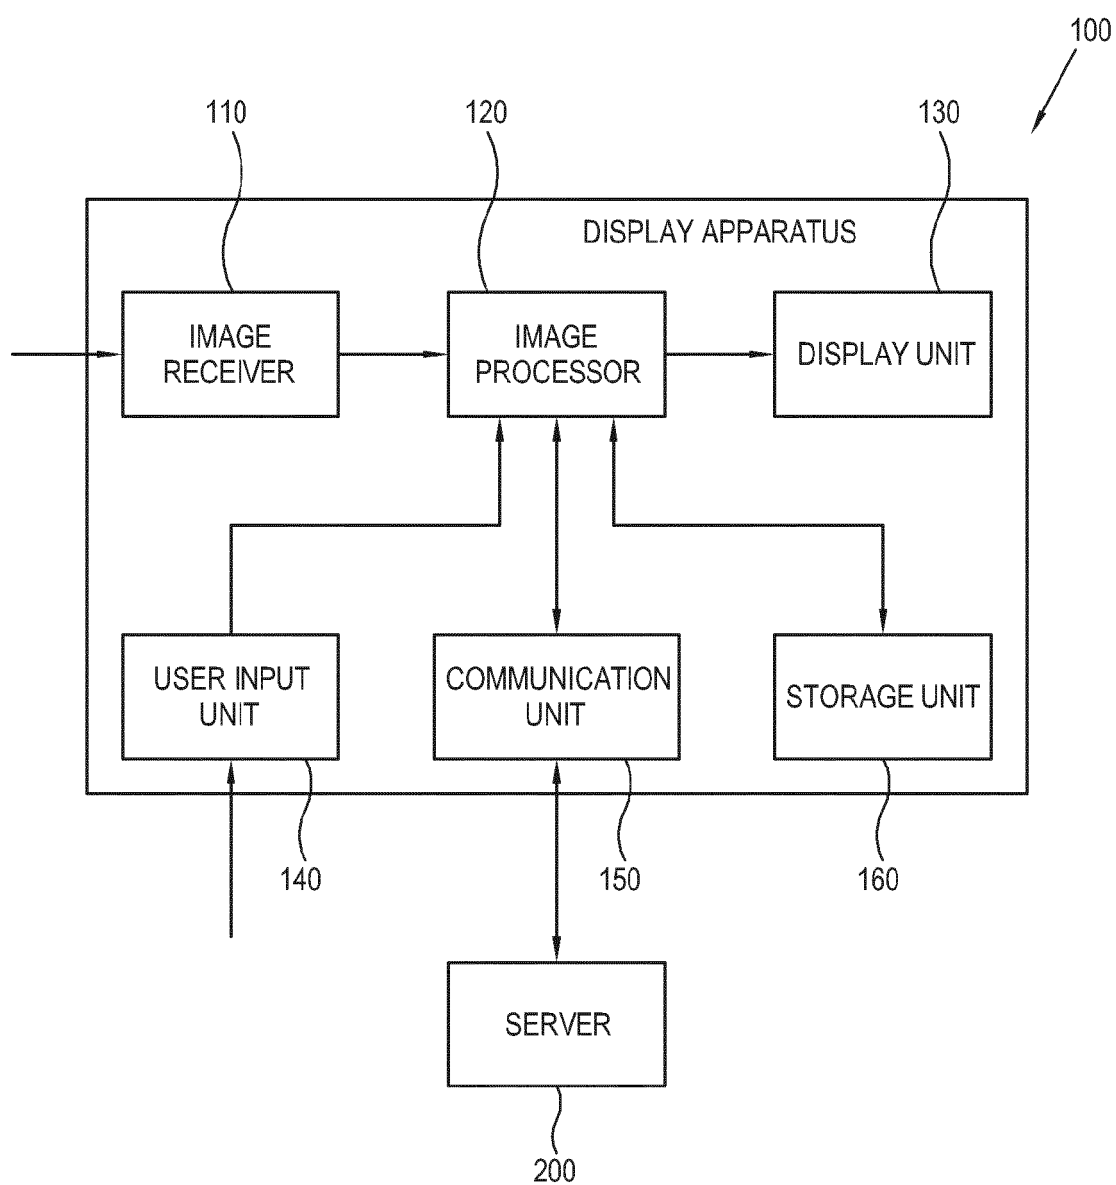 100
110
120
130
DISPLAY APPARATUS
IMAGE
RECEIVER
IMAGE
PROCESSOR
DISPLAY UNIT
USER INPUT
UNIT
COMMUNICATION
UNIT
STORAGE UNIT
140
150
160
SERVER
200